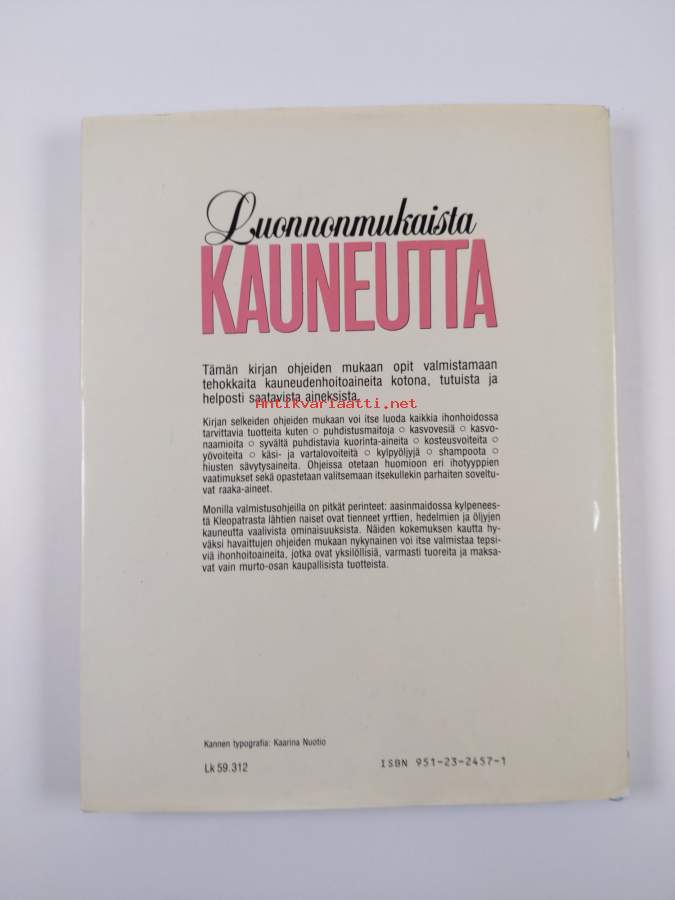 Luonnonmukaista
KAUNEUTTA
Tämän kirjan ohjeiden mukaan opit valmistamaan
tehokkaita kauneudenhoitoaineita kotona, tutuista ja
helposti saatavista aineksista.
Antikvariaatti.net
Kirjan selkeiden ohjeiden mukaan voi itse luoda kaikkia ihonhoidossa
tarvittavia tuotteita kuten ○ puhdistusmaitoja ○ kasvovesiä ○ kasvo-
naamioita ○ syvältä puhdistavia kuorinta-aineita ○ kosteusvoiteita ○
yövoiteita ○ käsi- ja vartalovoiteita ○ kylpyöljyjä ○ shampoota ○
hiusten sävytysaineita. Ohjeissa otetaan huomioon eri ihotyyppien
vaatimukset sekä opastetaan valitsemaan itsekullekin parhaiten soveltu-
vat raaka-aineet.
Monilla valmistusohjeilla on pitkät perinteet: aasinmaidossa kylpenees-
tä Kleopatrasta lähtien naiset ovat tienneet yrttien, hedelmien ja öljyjen
kauneutta vaalivista ominaisuuksista. Näiden kokemuksen kautta hy-
väksi havaittujen ohjeiden mukaan nykynainen voi itse valmistaa tepsi-
viä ihonhoitoaineita, jotka ovat yksilöllisiä, varmasti tuoreita ja maksa-
vat vain murto-osan kaupallisista tuotteista.
Kannen typografia: Kaarina Nuotio
Lk 59.312
ISBN 951-23-2457-1